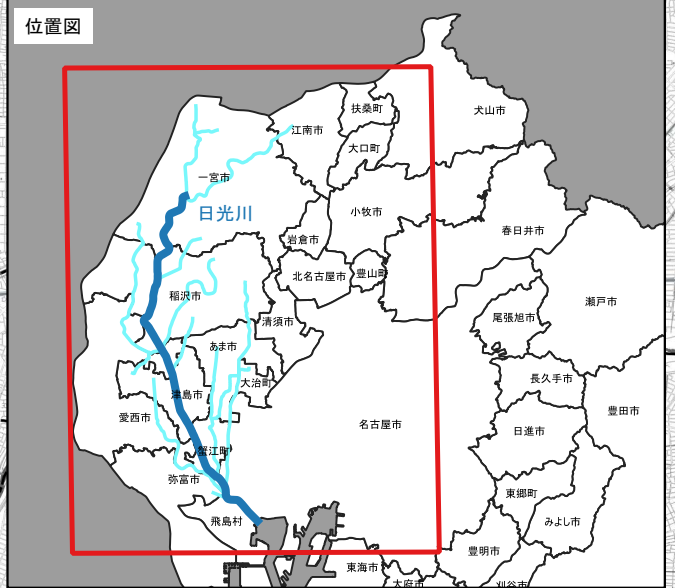 位置図
扶桑町
犬山市
江南市
大口町
一宮市
日光川
小牧市
岩倉市
春日井市
北名古屋市
豊山町
稲沢市
瀬戸市
清須市
尾張旭市
あま市
大治町
長久手市
津島市
豊田市
愛西市
名古屋市
日進市
蟹江町
弥富市
東郷町
飛島村
みよし市
豊明市
東海市
大府市
刈谷市